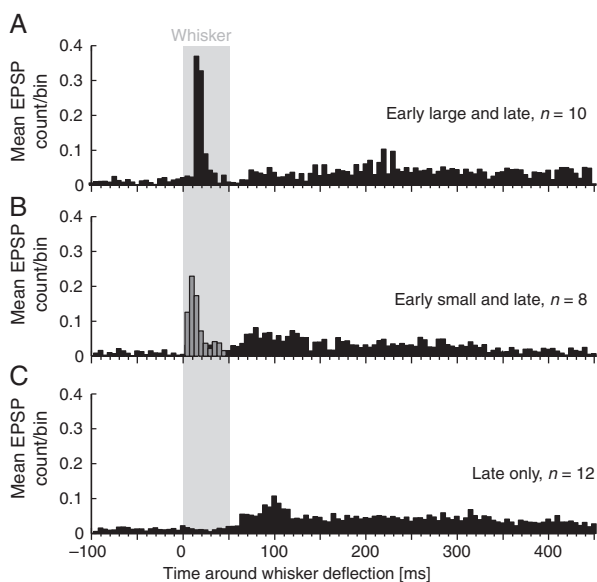 A
Whisker
Mean EPSP
count/bin
0.4
0.3
0.2
0.1
0
Early large and late, n = 10
B
Mean EPSP
count/bin
0.4
0.3
0.2
0.1
0
Early small and late, n = 8
C
Mean EPSP
count/bin
0.4
0.3
0.2
0.1
0
Late only, n = 12
–100 0 100 200 300 400
Time around whisker deflection [ms]